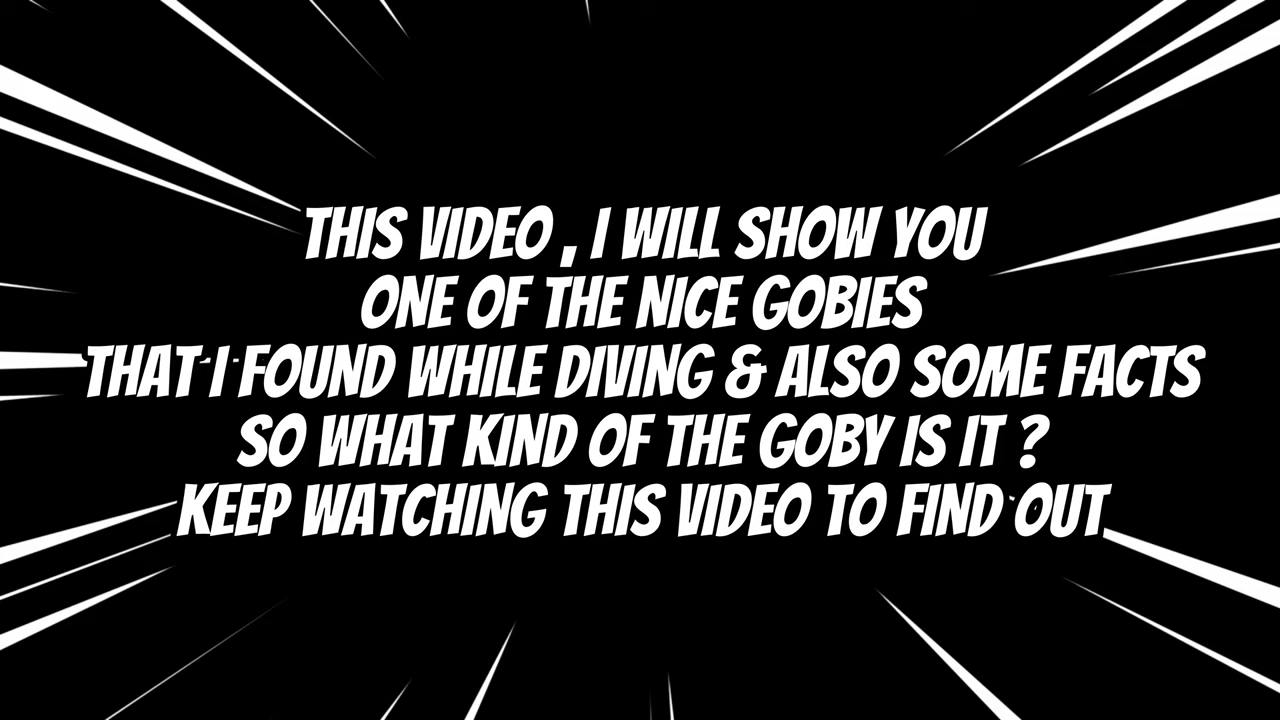 THIS VIDEO , I WILL SHOW YOU
ONE OF THE NICE GOBIES
THAT I FOUND WHILE DIVING & ALSO SOME FACTS
SO WHAT KIND OF THE GOBY IS IT ?
KEEP WATCHING THIS VIDEO TO FIND OUT